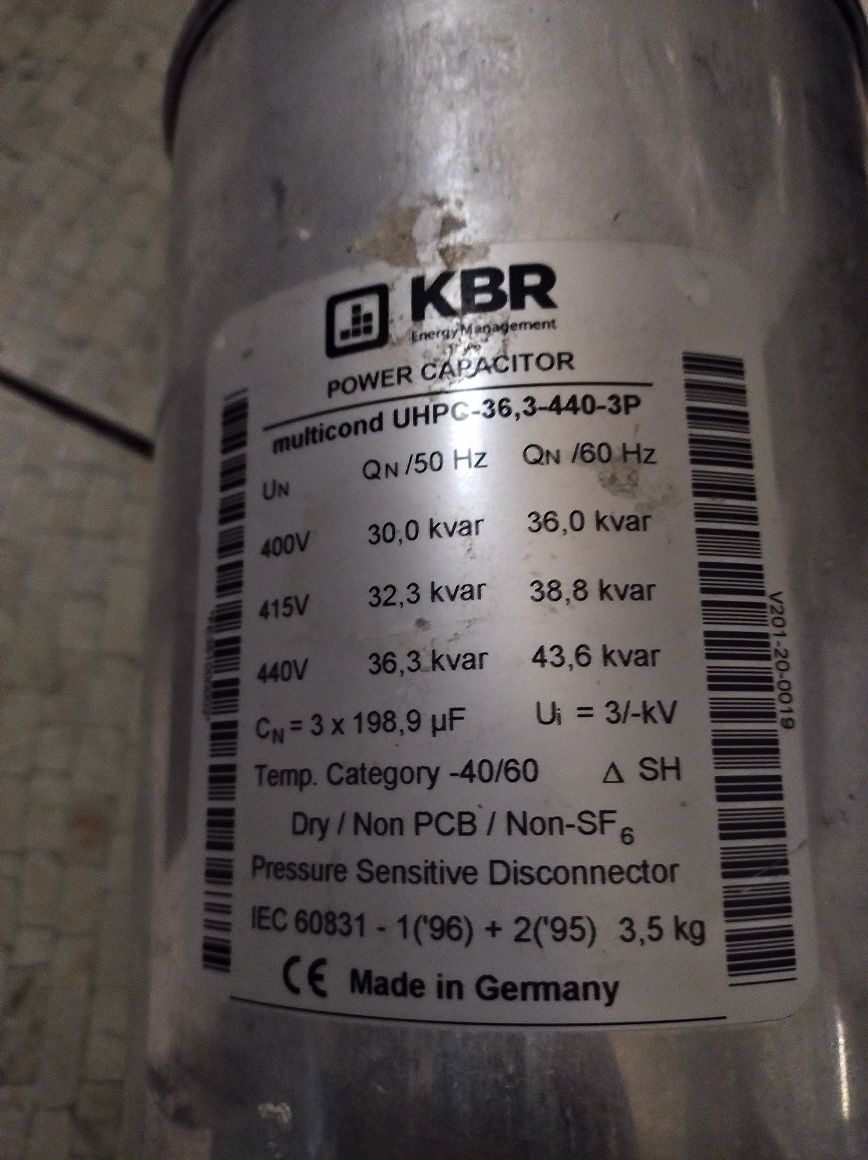 KBR
EnergyManagement
POWER CAPACITOR
multicond UHPC-36,3-440-3P
UN QN /50 Hz QN /60 Hz
400V 30,0 kvar 36,0 kvar
415V 32,3 kvar 38,8 kvar
440V 36,3 kvar 43,6 kvar
CN = 3 x 198,9 µF Ui = 3/-kV
Temp. Category -40/60 Δ SH
Dry / Non PCB / Non-SF6
Pressure Sensitive Disconnector
IEC 60831 - 1('96) + 2('95) 3,5 kg
CE Made in Germany
V201-20-0019